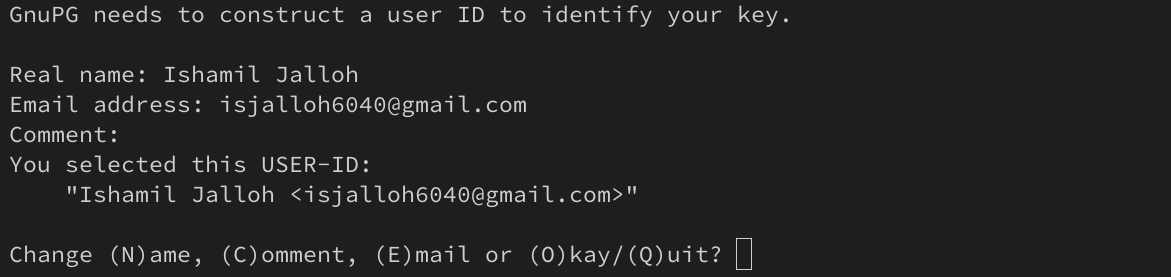 GnuPG needs to construct a user ID to identify your key.
Real name: Ishamil Jalloh
Email address: isjalloh6040@gmail.com
Comment:
You selected this USER-ID:
"Ishamil Jalloh <isjalloh6040@gmail.com>"
Change (N)ame, (C)omment, (E)mail or (O)kay/(Q)uit?